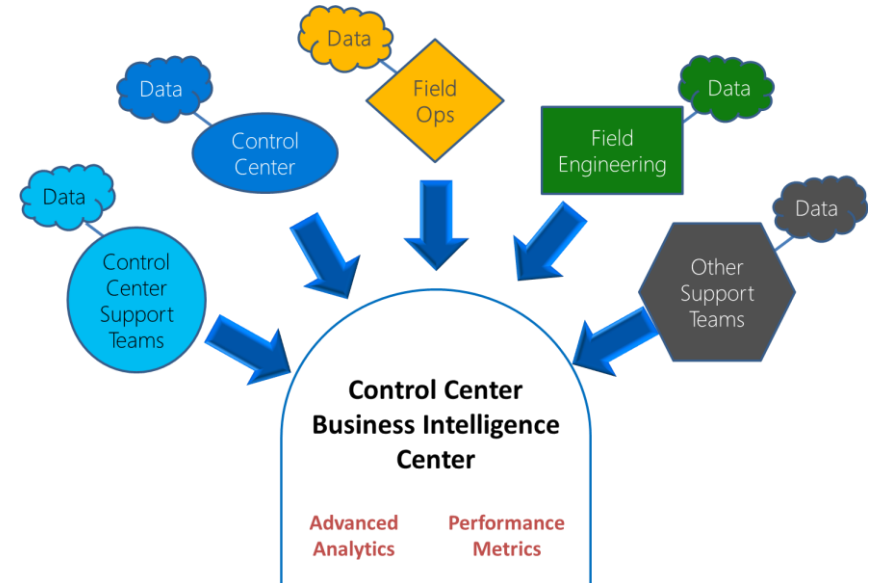 Data
Data
Data
Data
Data
Control
Center
Support
Teams
Control
Center
Field
Ops
Field
Engineering
Other
Support
Teams
Control Center
Business Intelligence
Center
Advanced
Analytics
Performance
Metrics